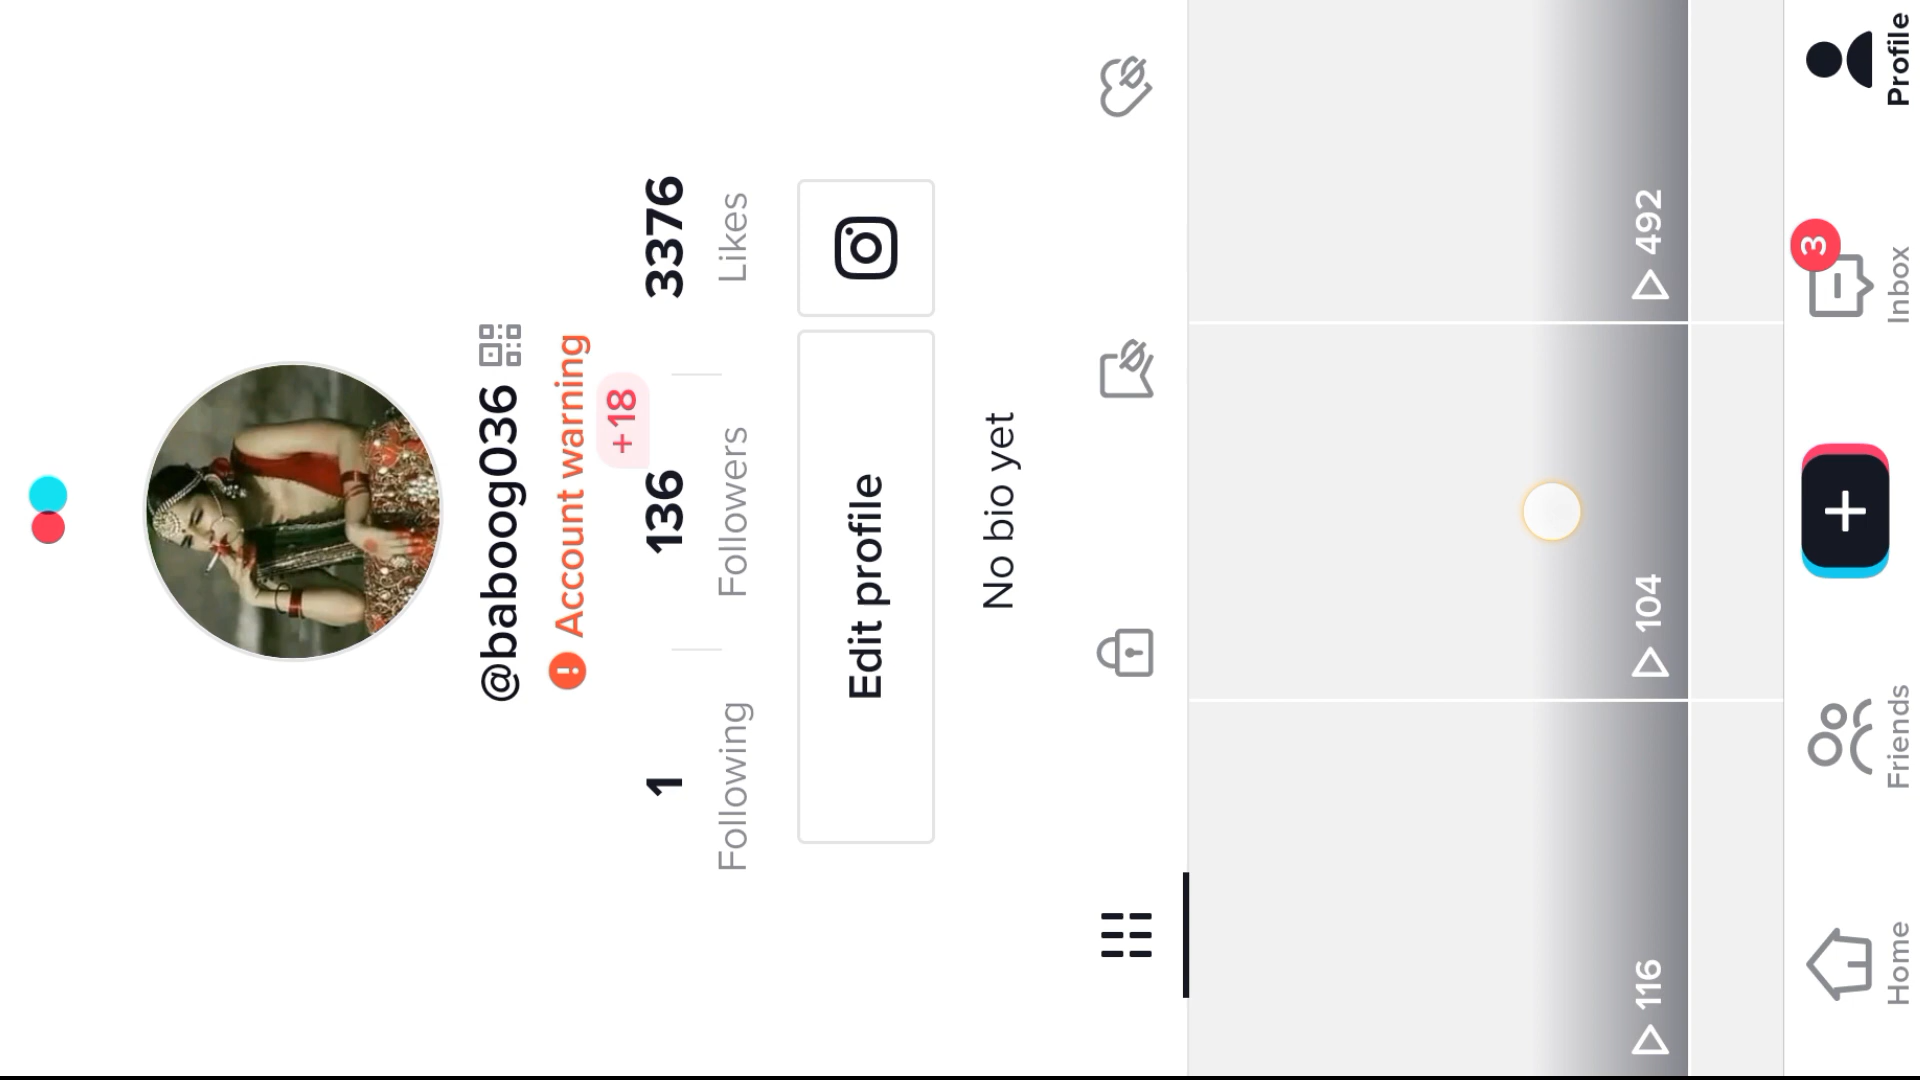 @baboog036
! Account warning
+18
1 136 3376
Following Followers Likes
Edit profile
No bio yet
116 104 492
3
Home Friends Inbox Profile